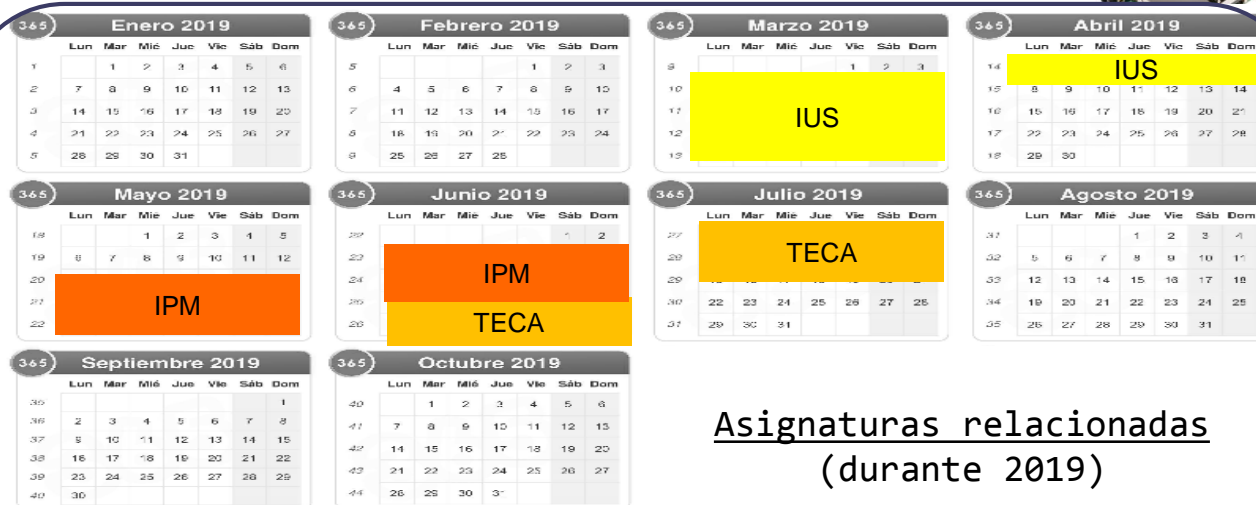 365 Enero 2019
Lun Mar Mié Jue Vie Sáb Dom
1 1 2 3 4 5 6
2 7 8 9 10 11 12 13
3 14 15 16 17 18 19 20
4 21 22 23 24 25 26 27
5 28 29 30 31
365 Febrero 2019
Lun Mar Mié Jue Vie Sáb Dom
5 1 2 3
6 4 5 6 7 8 9 10
7 11 12 13 14 15 16 17
8 18 19 20 21 22 23 24
9 25 26 27 28
365 Marzo 2019
Lun Mar Mié Jue Vie Sáb Dom
9 1 2 3
10
11
12
13
IUS
365 Abril 2019
Lun Mar Mié Jue Vie Sáb Dom
14
IUS
15 8 9 10 11 12 13 14
16 15 16 17 18 19 20 21
17 22 23 24 25 26 27 28
18 29 30
365 Mayo 2019
Lun Mar Mié Jue Vie Sáb Dom
18 1 2 3 4 5
19 6 7 8 9 10 11 12
20
21
22
IPM
365 Junio 2019
Lun Mar Mié Jue Vie Sáb Dom
22 1 2
23
24
25
26
IPM
TECA
365 Julio 2019
Lun Mar Mié Jue Vie Sáb Dom
27
28
29
TECA
30 22 23 24 25 26 27 28
31 29 30 31
365 Agosto 2019
Lun Mar Mié Jue Vie Sáb Dom
31 1 2 3 4
32 5 6 7 8 9 10 11
33 12 13 14 15 16 17 18
34 19 20 21 22 23 24 25
35 26 27 28 29 30 31
365 Septiembre 2019
Lun Mar Mié Jue Vie Sáb Dom
35 1
36 2 3 4 5 6 7 8
37 9 10 11 12 13 14 15
38 16 17 18 19 20 21 22
39 23 24 25 26 27 28 29
40 30
365 Octubre 2019
Lun Mar Mié Jue Vie Sáb Dom
40 1 2 3 4 5 6
41 7 8 9 10 11 12 13
42 14 15 16 17 18 19 20
43 21 22 23 24 25 26 27
44 28 29 30 31
Asignaturas relacionadas
(durante 2019)